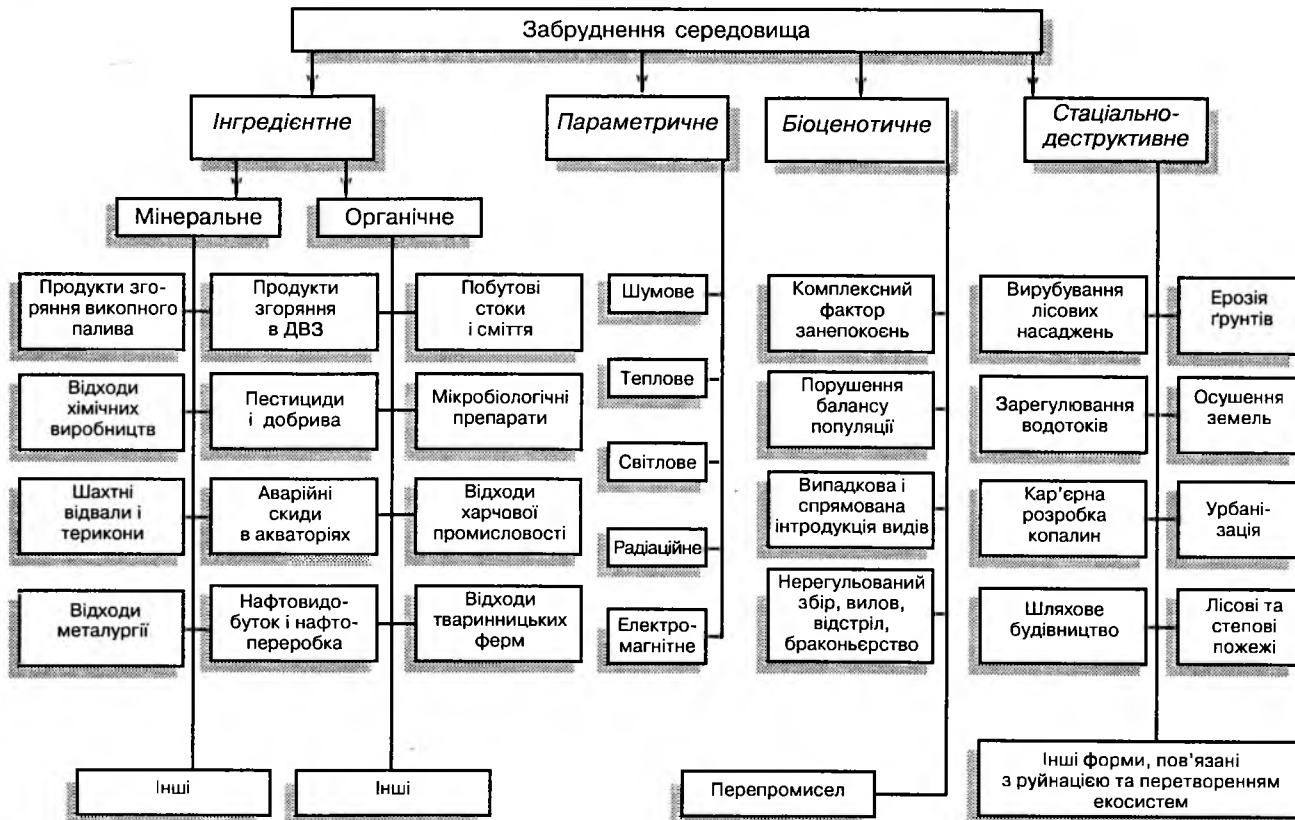 Забруднення середовища
Інгредієнтне
Параметричне
Біоценотичне
Стаціально-
деструктивне
Мінеральне
Органічне
Продукти зго-
ряння викопного
палива
Продукти
згоряння
в ДВЗ
Побутові
стоки
і сміття
Шумове
Комплексний
фактор
занепокоєнь
Вирубування
лісових
насаджень
Ерозія
ґрунтів
Відходи
хімічних
виробництв
Пестициди
і добрива
Мікробіологічні
препарати
Теплове
Порушення
балансу
популяції
Зарегулювання
водотоків
Осушення
земель
Шахтні
відвали і
терикони
Аварійні
скиди
в акваторіях
Відходи
харчової
промисловості
Світлове
Випадкова і
спрямована
інтродукція видів
Кар’єрна
розробка
копалин
Урбані-
зація
Радіаційне
Відходи
металургії
Нафтовидо-
буток і нафто-
переробка
Відходи
тваринницьких
ферм
Електро-
магнітне
Нерегульований
збір, вилов,
відстріл,
браконьєрство
Шляхове
будівництво
Лісові та
степові
пожежі
Інші
Інші
Перепромисел
Інші форми, пов’язані
з руйнацією та перетворенням
екосистем